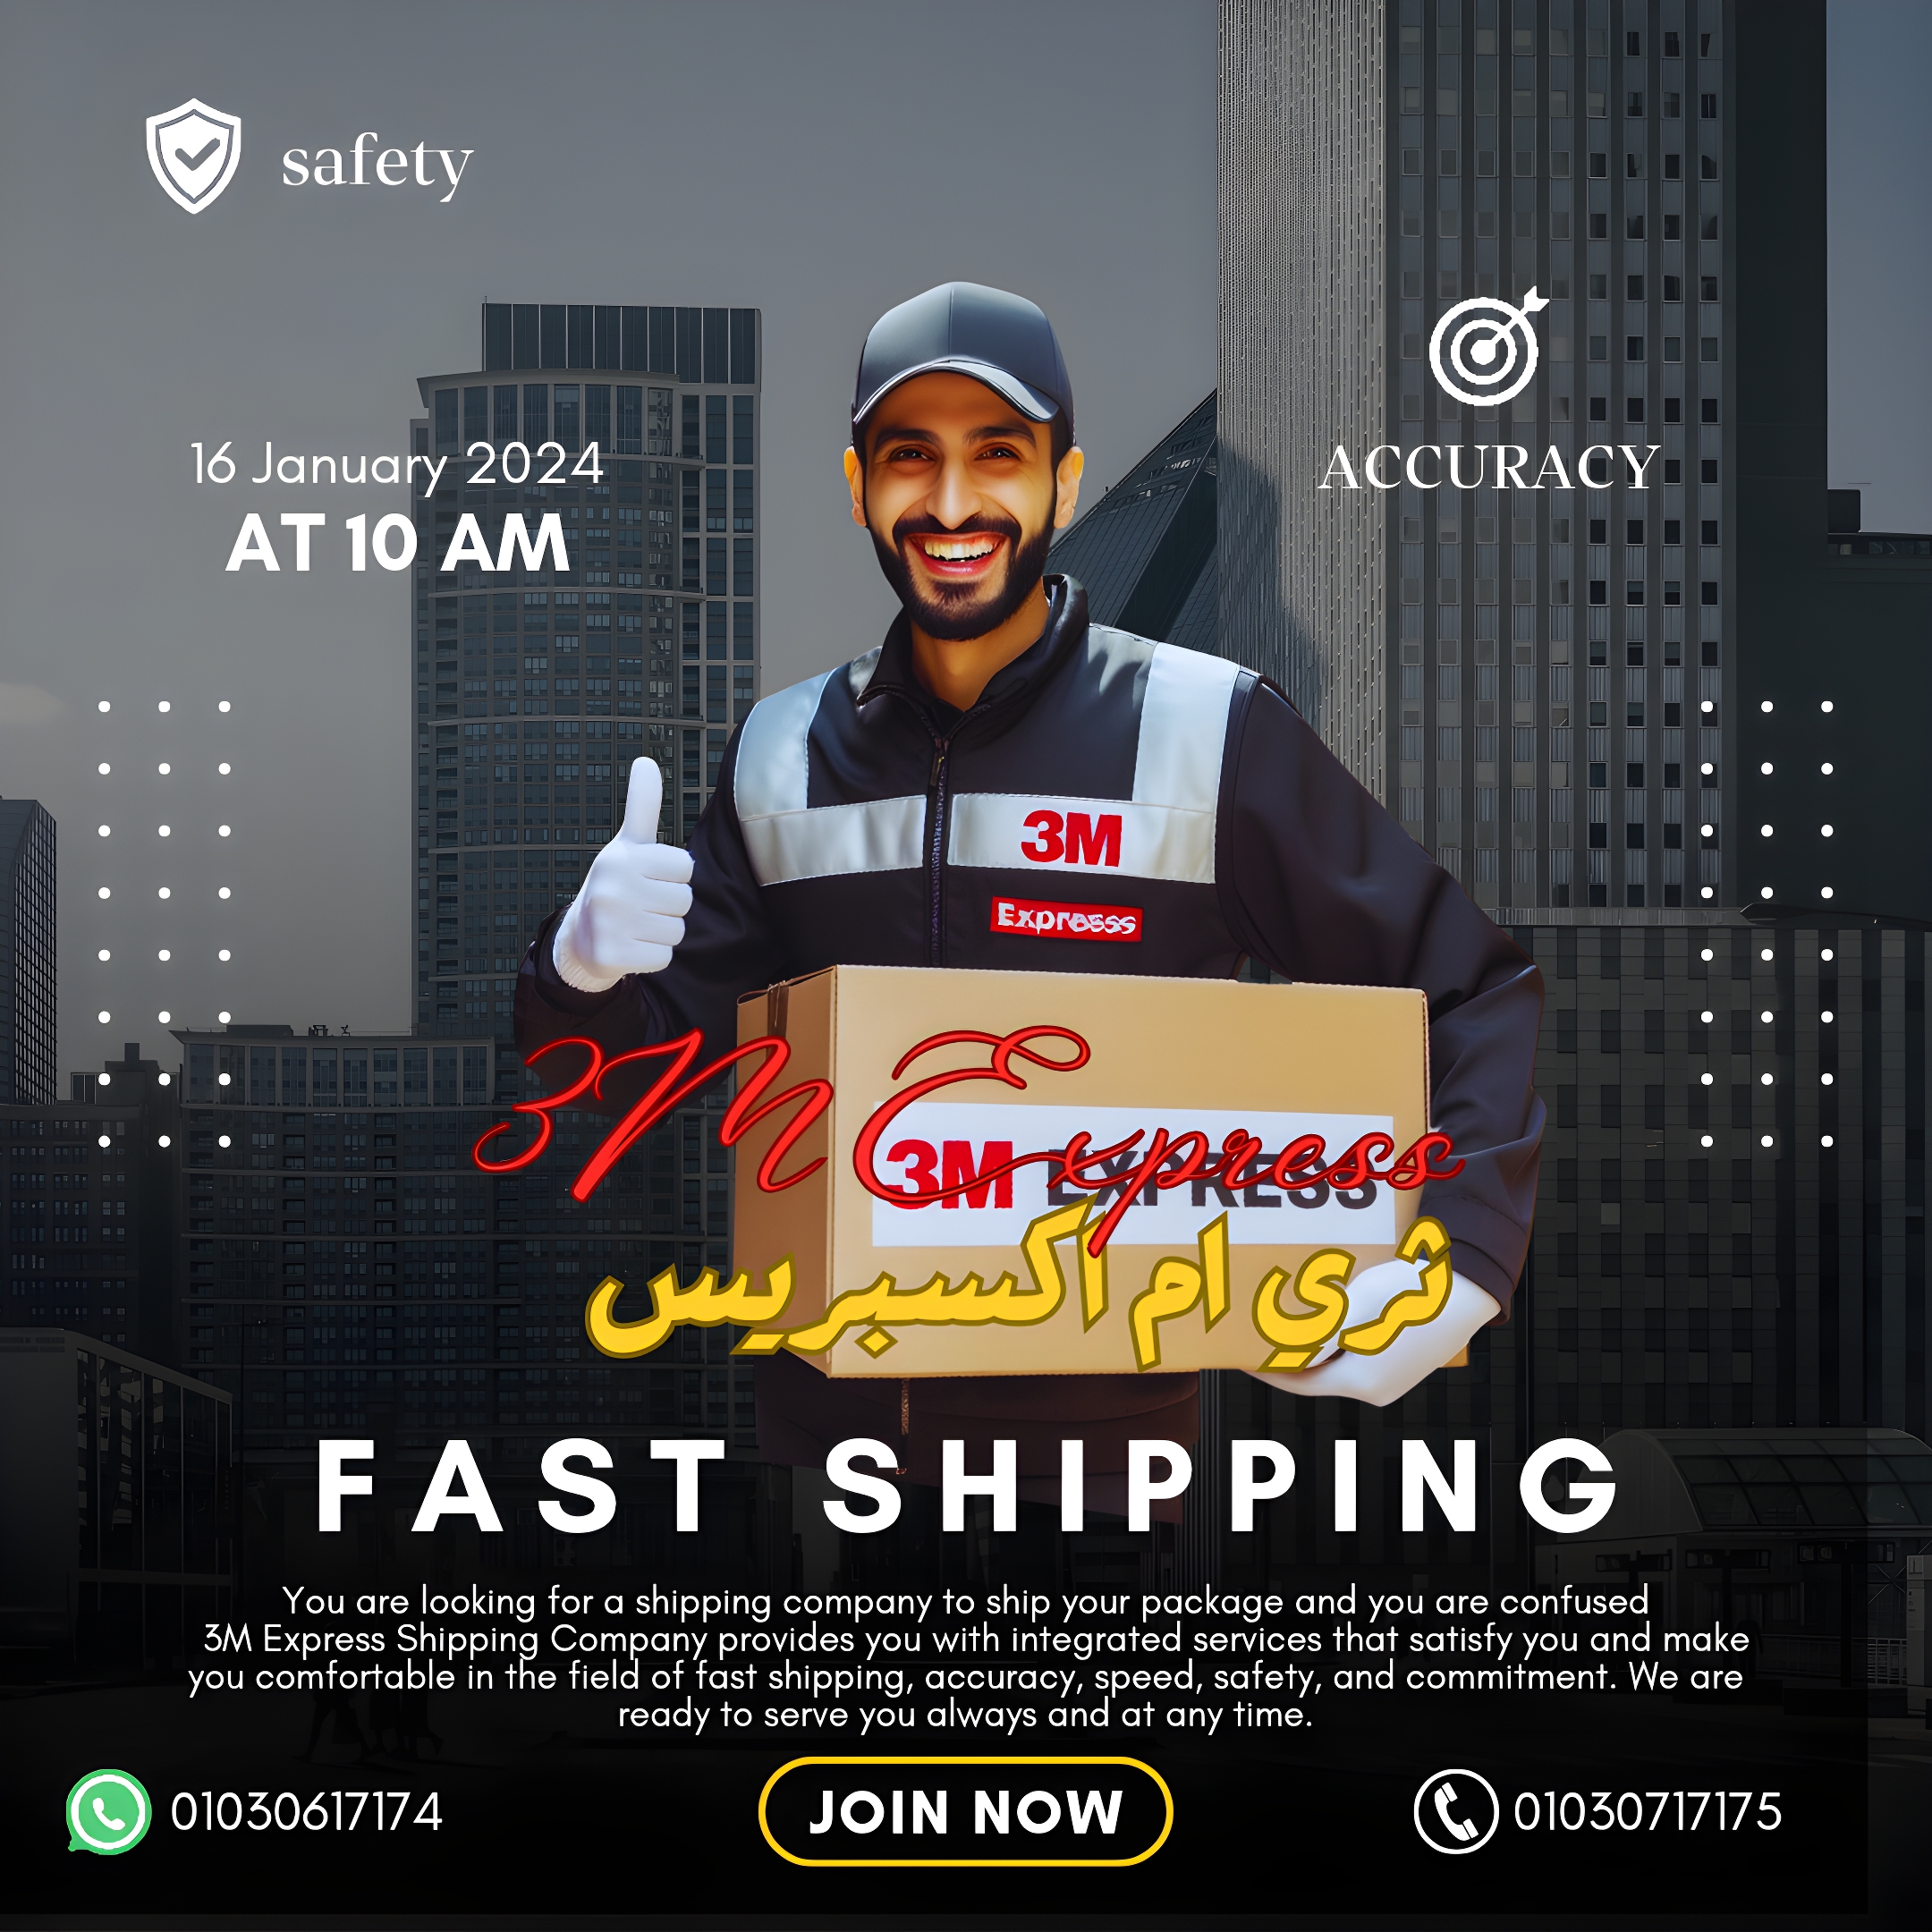 safety
ACCURACY
16 January 2024
AT 10 AM
3M
Expresss
3M Express
3M EXPRESS
ثري ام اكسبريس
FAST SHIPPING
You are looking for a shipping company to ship your package and you are confused
3M Express Shipping Company provides you with integrated services that satisfy you and make
you comfortable in the field of fast shipping, accuracy, speed, safety, and commitment. We are
ready to serve you always and at any time.
01030617174
JOIN NOW
01030717175